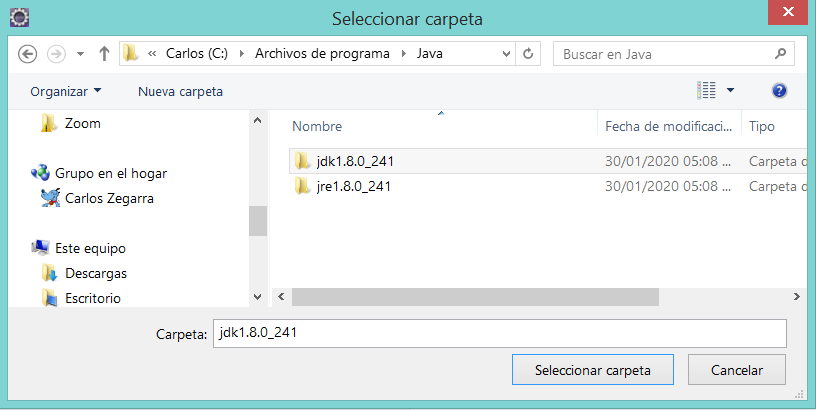 Seleccionar carpeta
« Carlos (C:) Archivos de programa Java
Buscar en Java
Organizar Nueva carpeta
Zoom
Grupo en el hogar
Carlos Zegarra
Este equipo
Descargas
Escritorio
Nombre Fecha de modificaci... Tipo
jdk1.8.0_241 30/01/2020 05:08 ... Carpeta d
jre1.8.0_241 30/01/2020 05:08 ... Carpeta d
Carpeta: jdk1.8.0_241
Seleccionar carpeta Cancelar